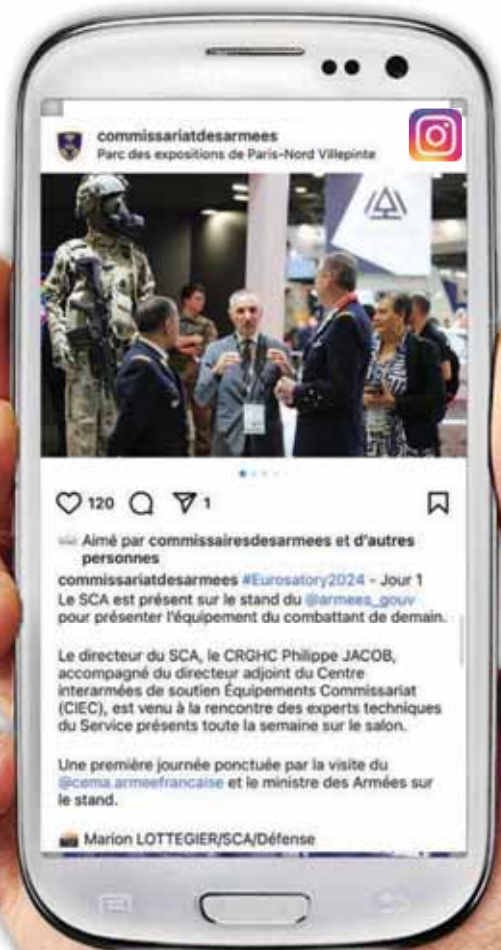 commissariatdesarmees
Parc des expositions de Paris-Nord Villepinte
120
1
Aimé par commissairesdesarmees et d'autres
personnes
commissariatdesarmees #Eurosatory2024 - Jour 1
Le SCA est présent sur le stand du @armees_gouv
pour présenter l'équipement du combattant de demain.
Le directeur du SCA, le CRGHC Philippe JACOB,
accompagné du directeur adjoint du Centre
interarmées de soutien Équipements Commissariat
(CIEC), est venu à la rencontre des experts techniques
du Service présents toute la semaine sur le salon.
Une première journée ponctuée par la visite du
@cema.armeefrancaise et le ministre des Armées sur
le stand.
📸 Marion LOTTEGIER/SCA/Défense